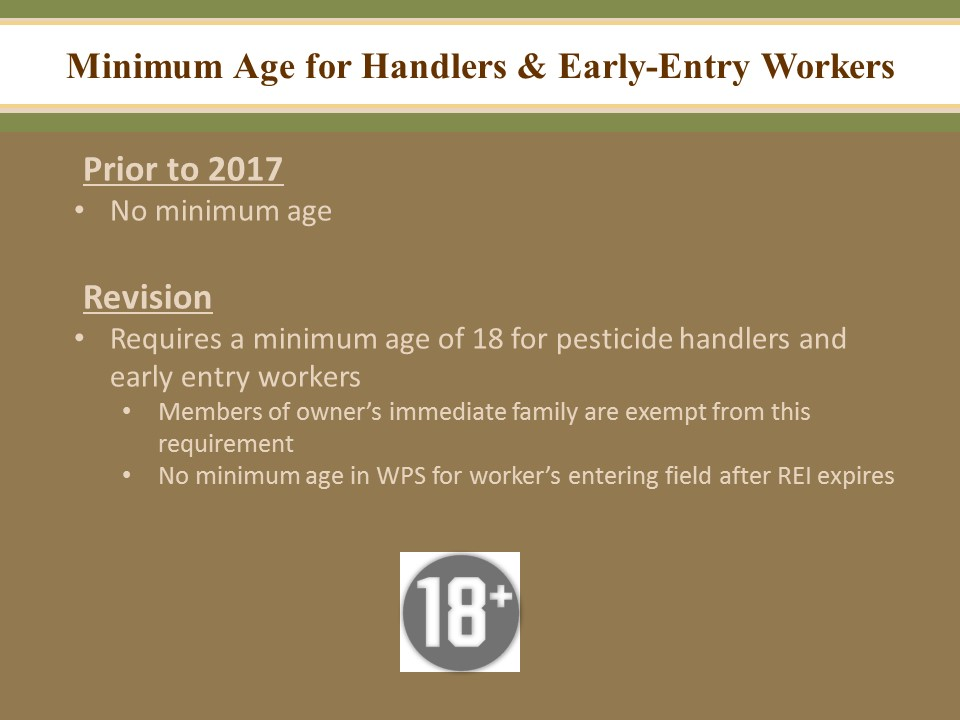 Minimum Age for Handlers & Early-Entry Workers
Prior to 2017
• No minimum age
Revision
• Requires a minimum age of 18 for pesticide handlers and
early entry workers
• Members of owner’s immediate family are exempt from this
requirement
• No minimum age in WPS for worker’s entering field after REI expires
18+